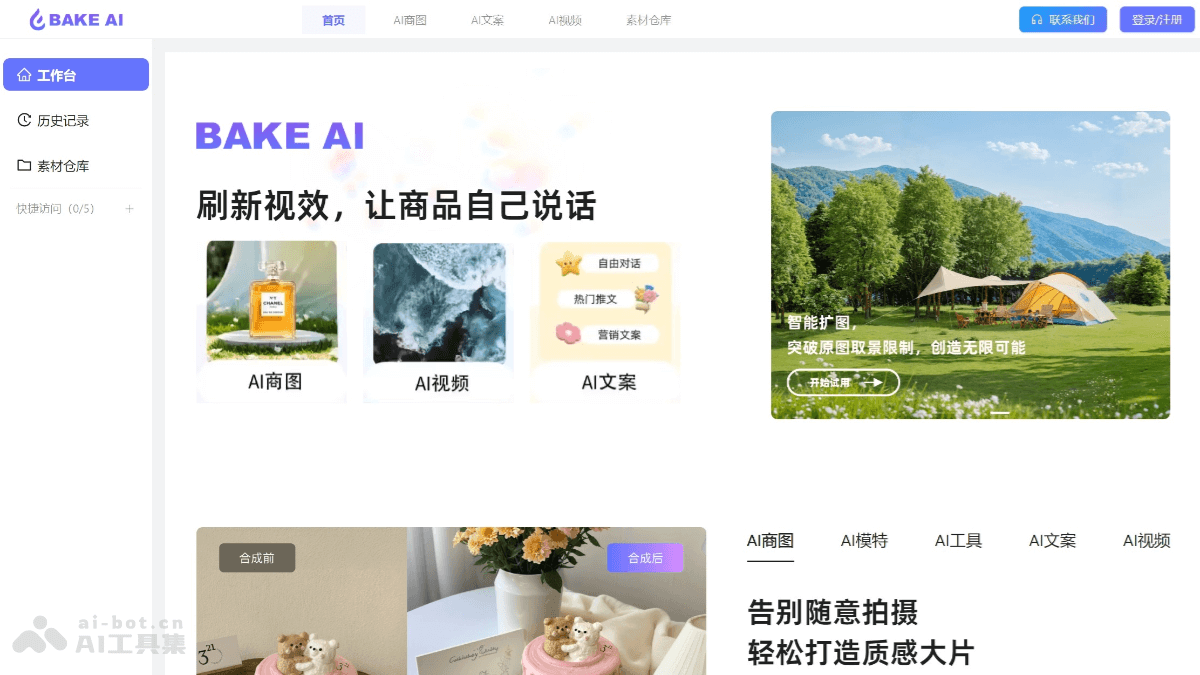 BAKE AI
首页
AI商图
AI文案
AI视频
素材仓库
联系我们
登录/注册
工作台
历史记录
素材仓库
快捷访问（0/5）
BAKE AI
刷新视效，让商品自己说话
N°5
CHANEL
AI商图
AI视频
自由对话
热门推文
营销文案
AI文案
智能扩图，
突破原图取景限制，创造无限可能
开始试用
合成前
合成后
321
AI商图
AI模特
AI工具
AI文案
AI视频
告别随意拍摄
轻松打造质感大片
ai-bot.cn
AI工具集